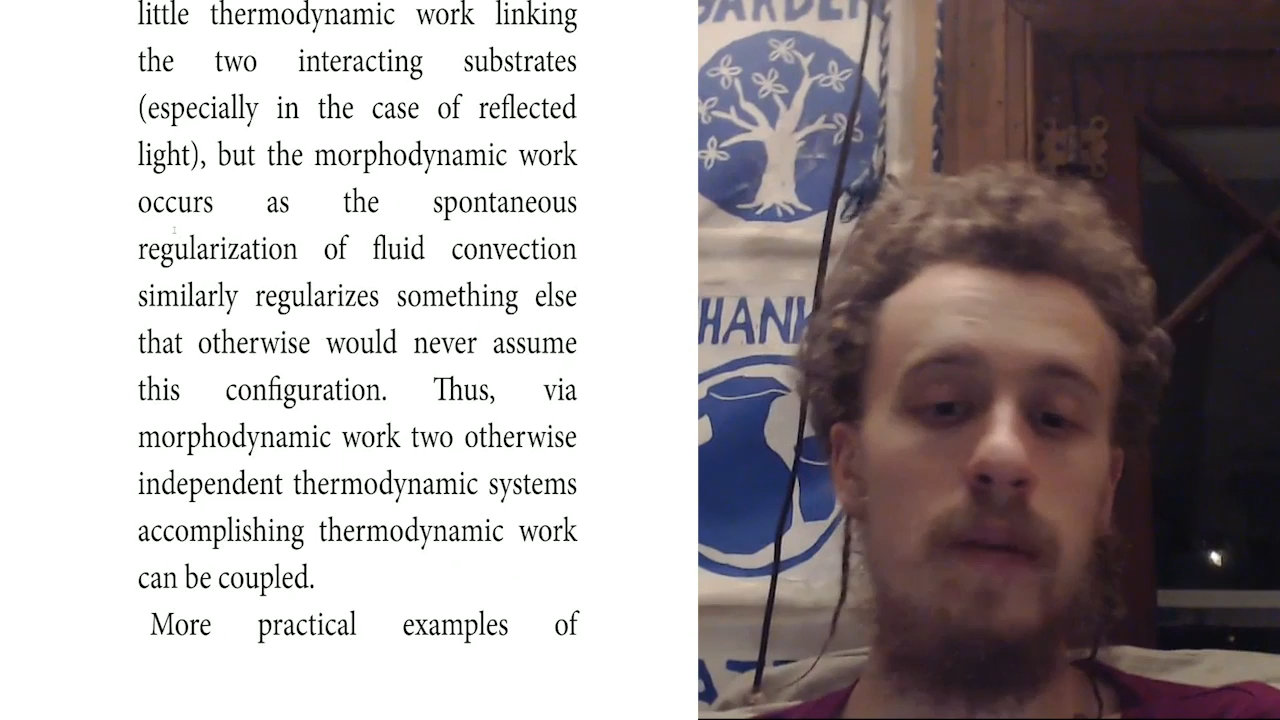 little thermodynamic work linking
the two interacting substrates
(especially in the case of reflected
light), but the morphodynamic work
occurs as the spontaneous
regularization of fluid convection
similarly regularizes something else
that otherwise would never assume
this configuration. Thus, via
morphodynamic work two otherwise
independent thermodynamic systems
accomplishing thermodynamic work
can be coupled.
More practical examples of
GARDEN
HANK